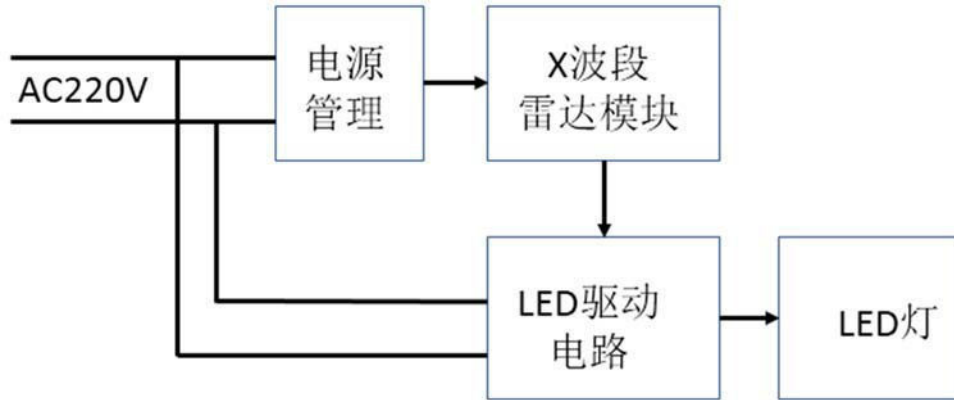 AC220V
电源
管理
X波段
雷达模块
LED驱动
电路
LED灯